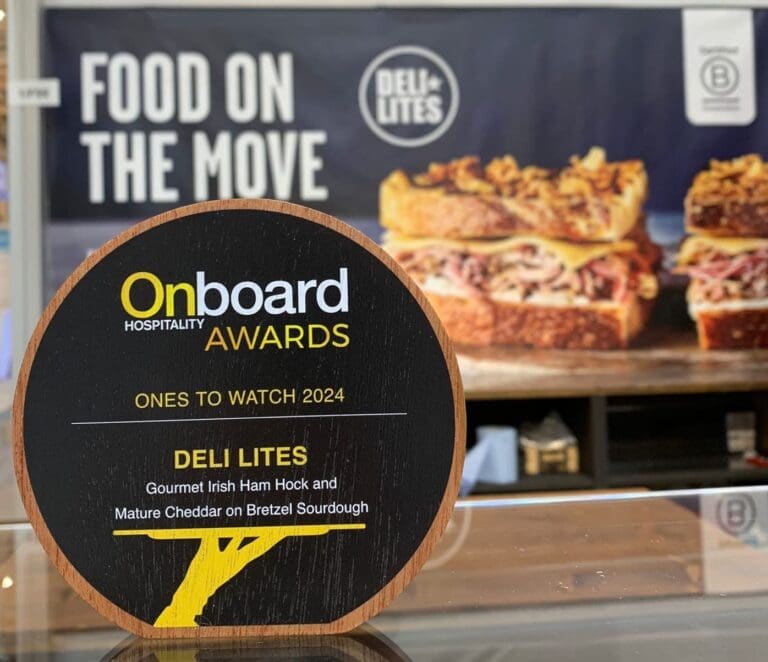 FOOD ON
THE MOVE
DELI
LITES
Certified
B
Onboard
HOSPITALITY
AWARDS
ONES TO WATCH 2024
DELI LITES
Gourmet Irish Ham Hock and
Mature Cheddar on Bretzel Sourdough
B